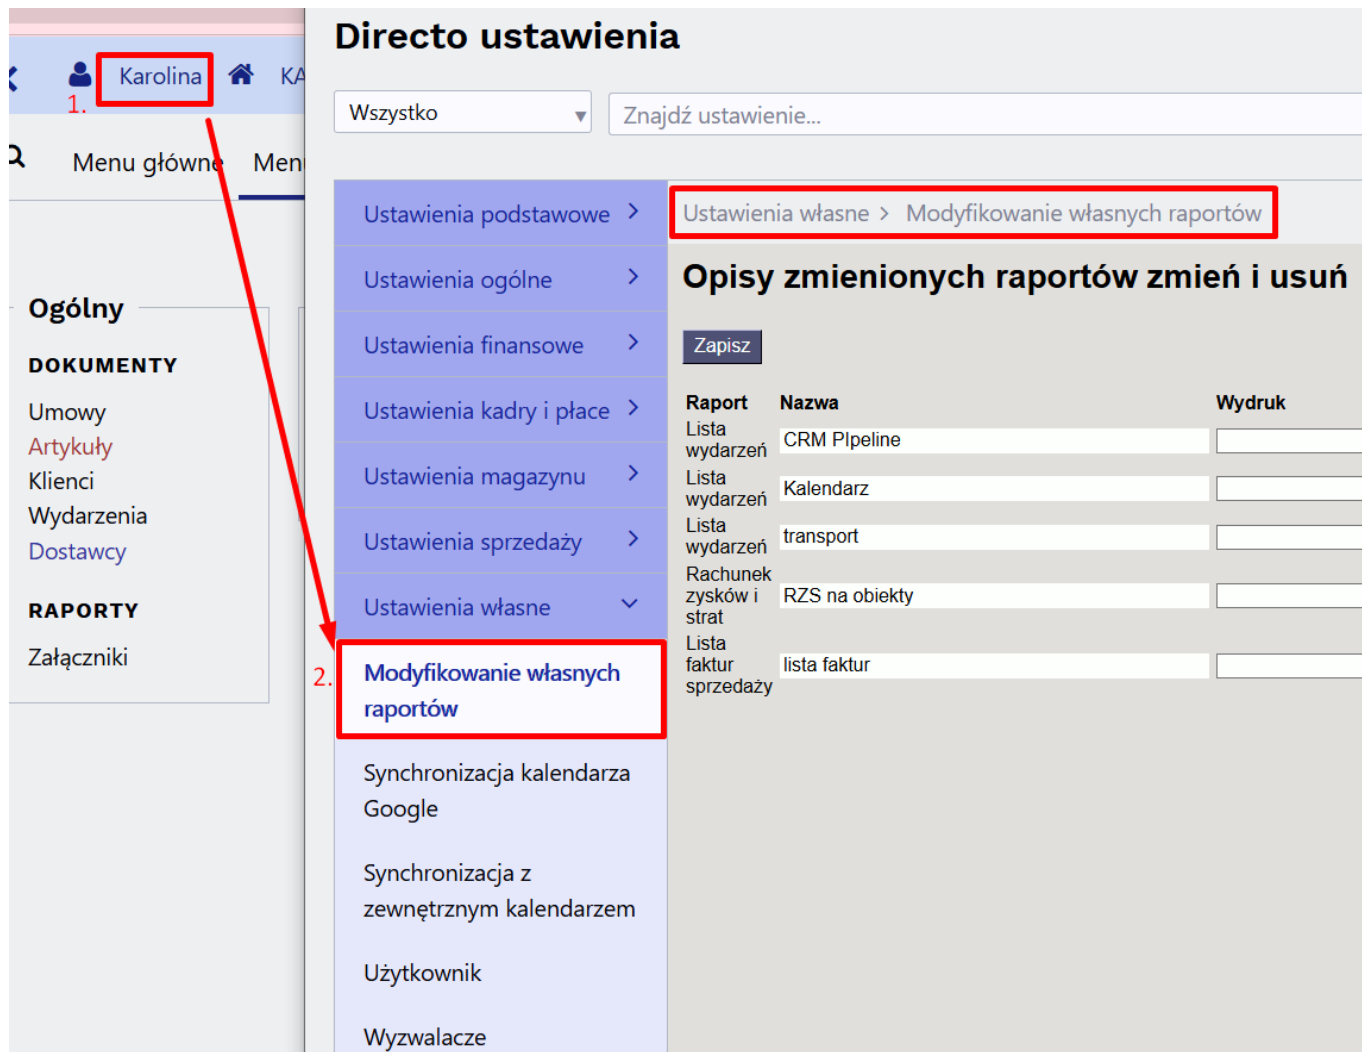 Directo ustawienia
Karolina
KA
1.
Wszystko
Znajdź ustawienie...
Menu główne
Menu
Ustawienia podstawowe
Ustawienia własne > Modyfikowanie własnych raportów
Ustawienia ogólne
Opisy zmienionych raportów zmień i usuń
Ogólny
Ustawienia finansowe
Zapisz
DOKUMENTY
Umowy
Artykuły
Klienci
Wydarzenia
Dostawcy
RAPORTY
Załączniki
Ustawienia kadry i płace
Ustawienia magazynu
Ustawienia sprzedaży
Ustawienia własne
2.
Modyfikowanie własnych
raportów
Synchronizacja kalendarza
Google
Synchronizacja z
zewnętrznym kalendarzem
Użytkownik
Wyzwalacze
Raport Nazwa Wydruk
Lista
wydarzeń
CRM PIpeline
Lista
wydarzeń
Kalendarz
Lista
wydarzeń
transport
Rachunek
zysków i
strat
RZS na obiekty
Lista
faktur
sprzedaży
lista faktur